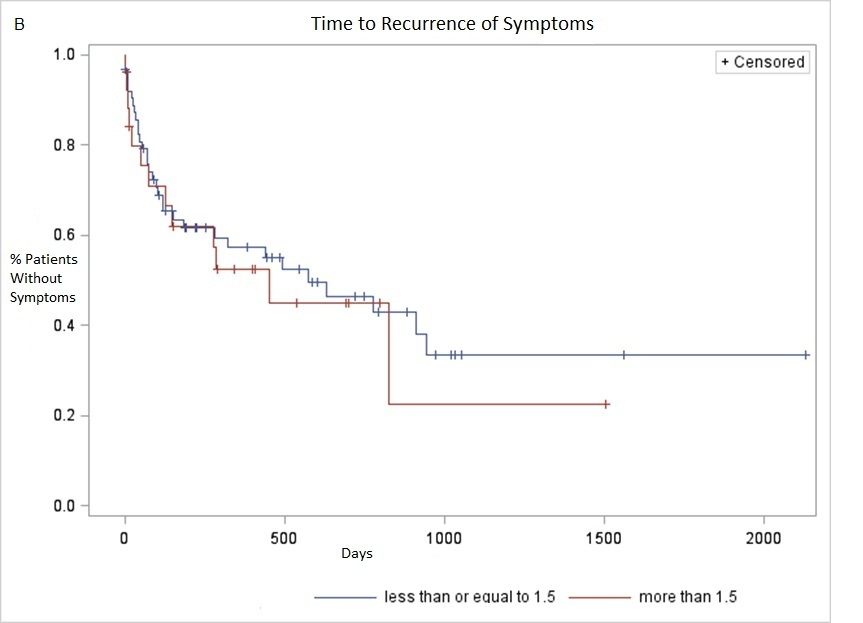 B
Time to Recurrence of Symptoms
+ Censored
1.0
0.8
0.6
% Patients
Without
Symptoms
0.4
0.2
0.0
0 500 1000 1500 2000
Days
less than or equal to 1.5 more than 1.5